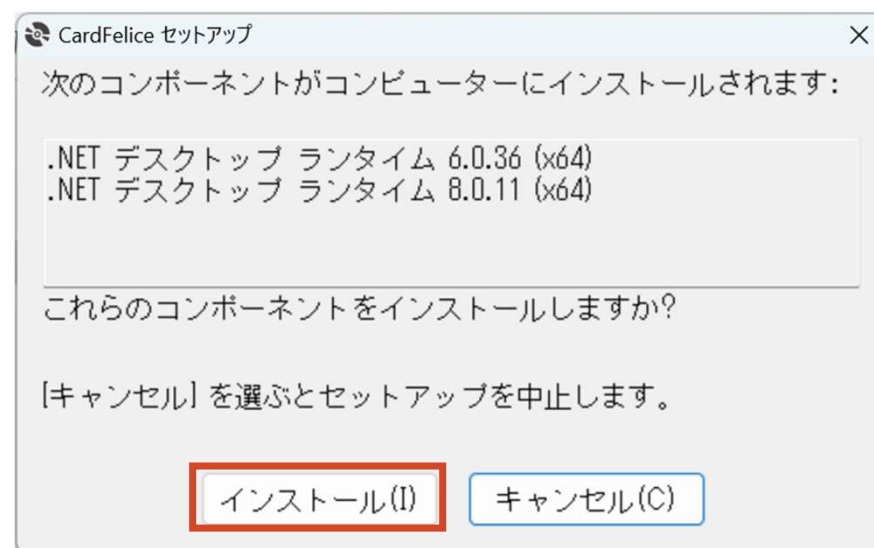 CardFelice セットアップ
次のコンポーネントがコンピューターにインストールされます:
.NET デスクトップ ランタイム 6.0.36 (x64)
.NET デスクトップ ランタイム 8.0.11 (x64)
これらのコンポーネントをインストールしますか?
[キャンセル] を選ぶとセットアップを中止します。
インストール(I)
キャンセル(C)